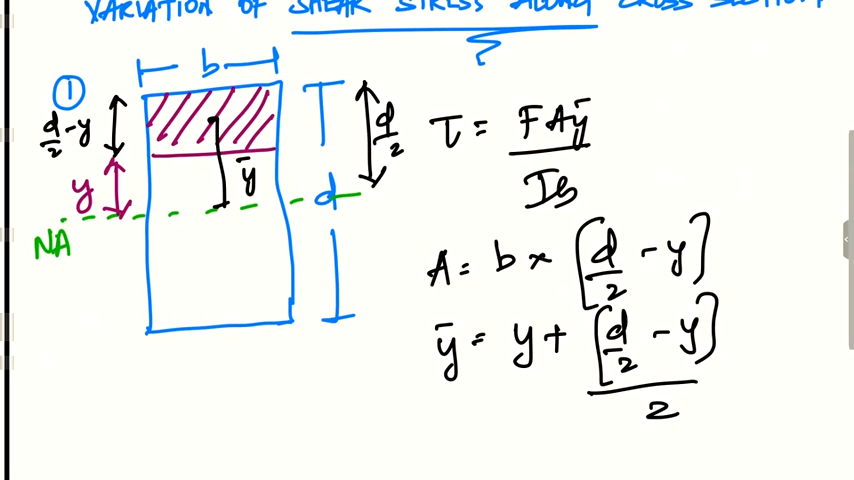 VARIATION OF SHEAR STRESS ALONG CROSS SECTION
①
b
d/2 - y
y
ȳ
d/2
d
NA
τ = FAȳ / Ib
A = b × [d/2 - y]
ȳ = y + [d/2 - y] / 2